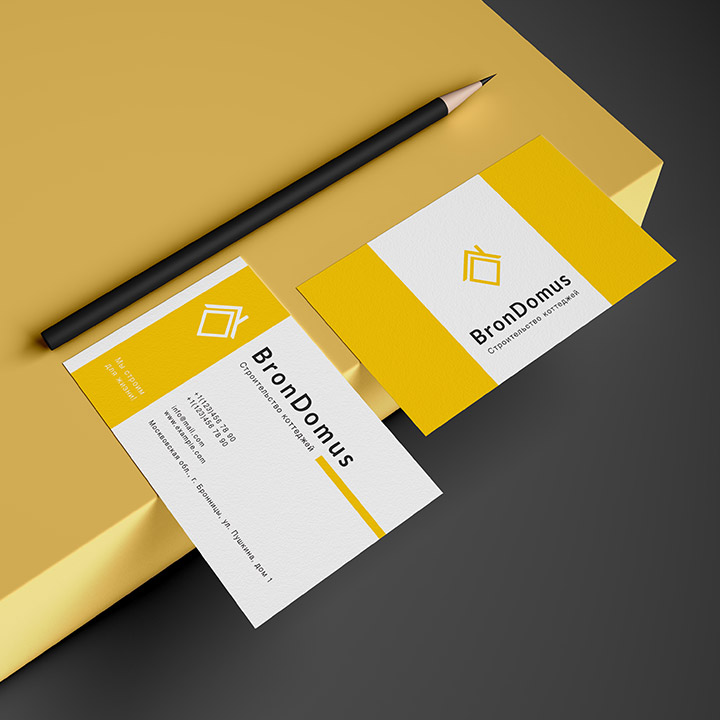 BronDomus
Строительство коттеджей
Мы строим
для жизни!
+1(123)456 78 90
+1(123)456 78 90
info@mail.com
www.example.com
Московская обл., г. Бронницы, ул. Пушкина, дом 1
BronDomus
Строительство коттеджей